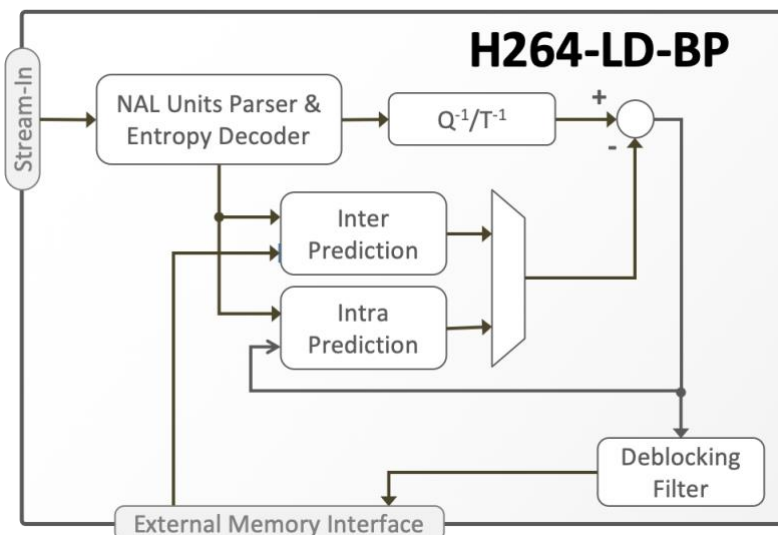 H264-LD-BP
Stream-In
NAL Units Parser &
Entropy Decoder
Q⁻¹/T⁻¹
+
-
Inter
Prediction
Intra
Prediction
Deblocking
Filter
External Memory Interface